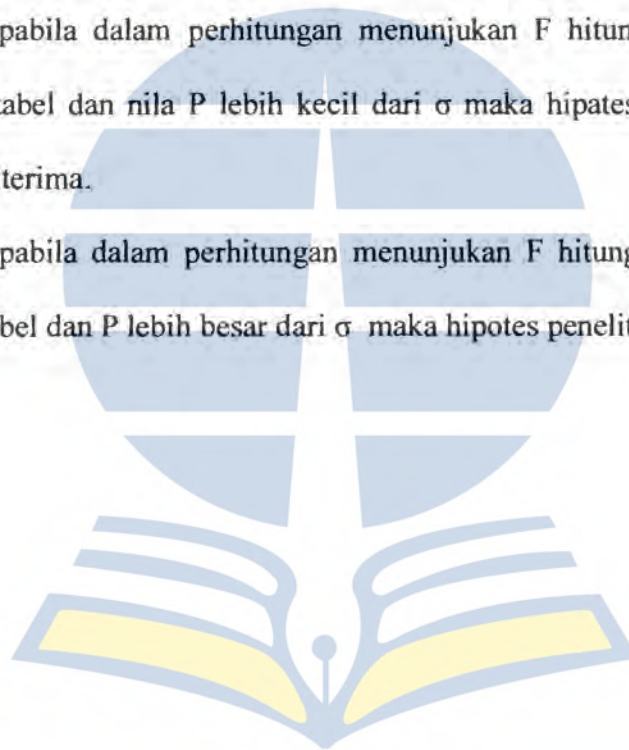 pabila dalam perhitungan menunjukan F hitun
abel dan nila P lebih kecil dari σ maka hipates
terima.
pabila dalam perhitungan menunjukan F hitung
bel dan P lebih besar dari σ maka hipotes penelit